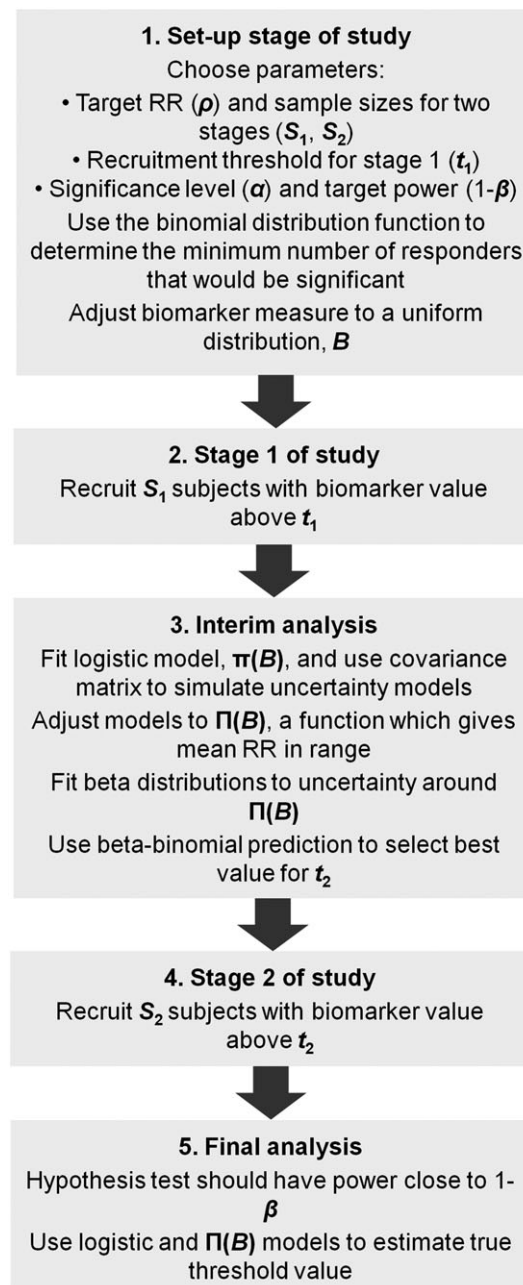 1. Set-up stage of study
Choose parameters:
• Target RR (ρ) and sample sizes for two
stages (S₁, S₂)
• Recruitment threshold for stage 1 (t₁)
• Significance level (α) and target power (1-β)
Use the binomial distribution function to
determine the minimum number of responders
that would be significant
Adjust biomarker measure to a uniform
distribution, B
2. Stage 1 of study
Recruit S₁ subjects with biomarker value
above t₁
3. Interim analysis
Fit logistic model, π(B), and use covariance
matrix to simulate uncertainty models
Adjust models to Π(B), a function which gives
mean RR in range
Fit beta distributions to uncertainty around
Π(B)
Use beta-binomial prediction to select best
value for t₂
4. Stage 2 of study
Recruit S₂ subjects with biomarker value
above t₂
5. Final analysis
Hypothesis test should have power close to 1-
β
Use logistic and Π(B) models to estimate true
threshold value